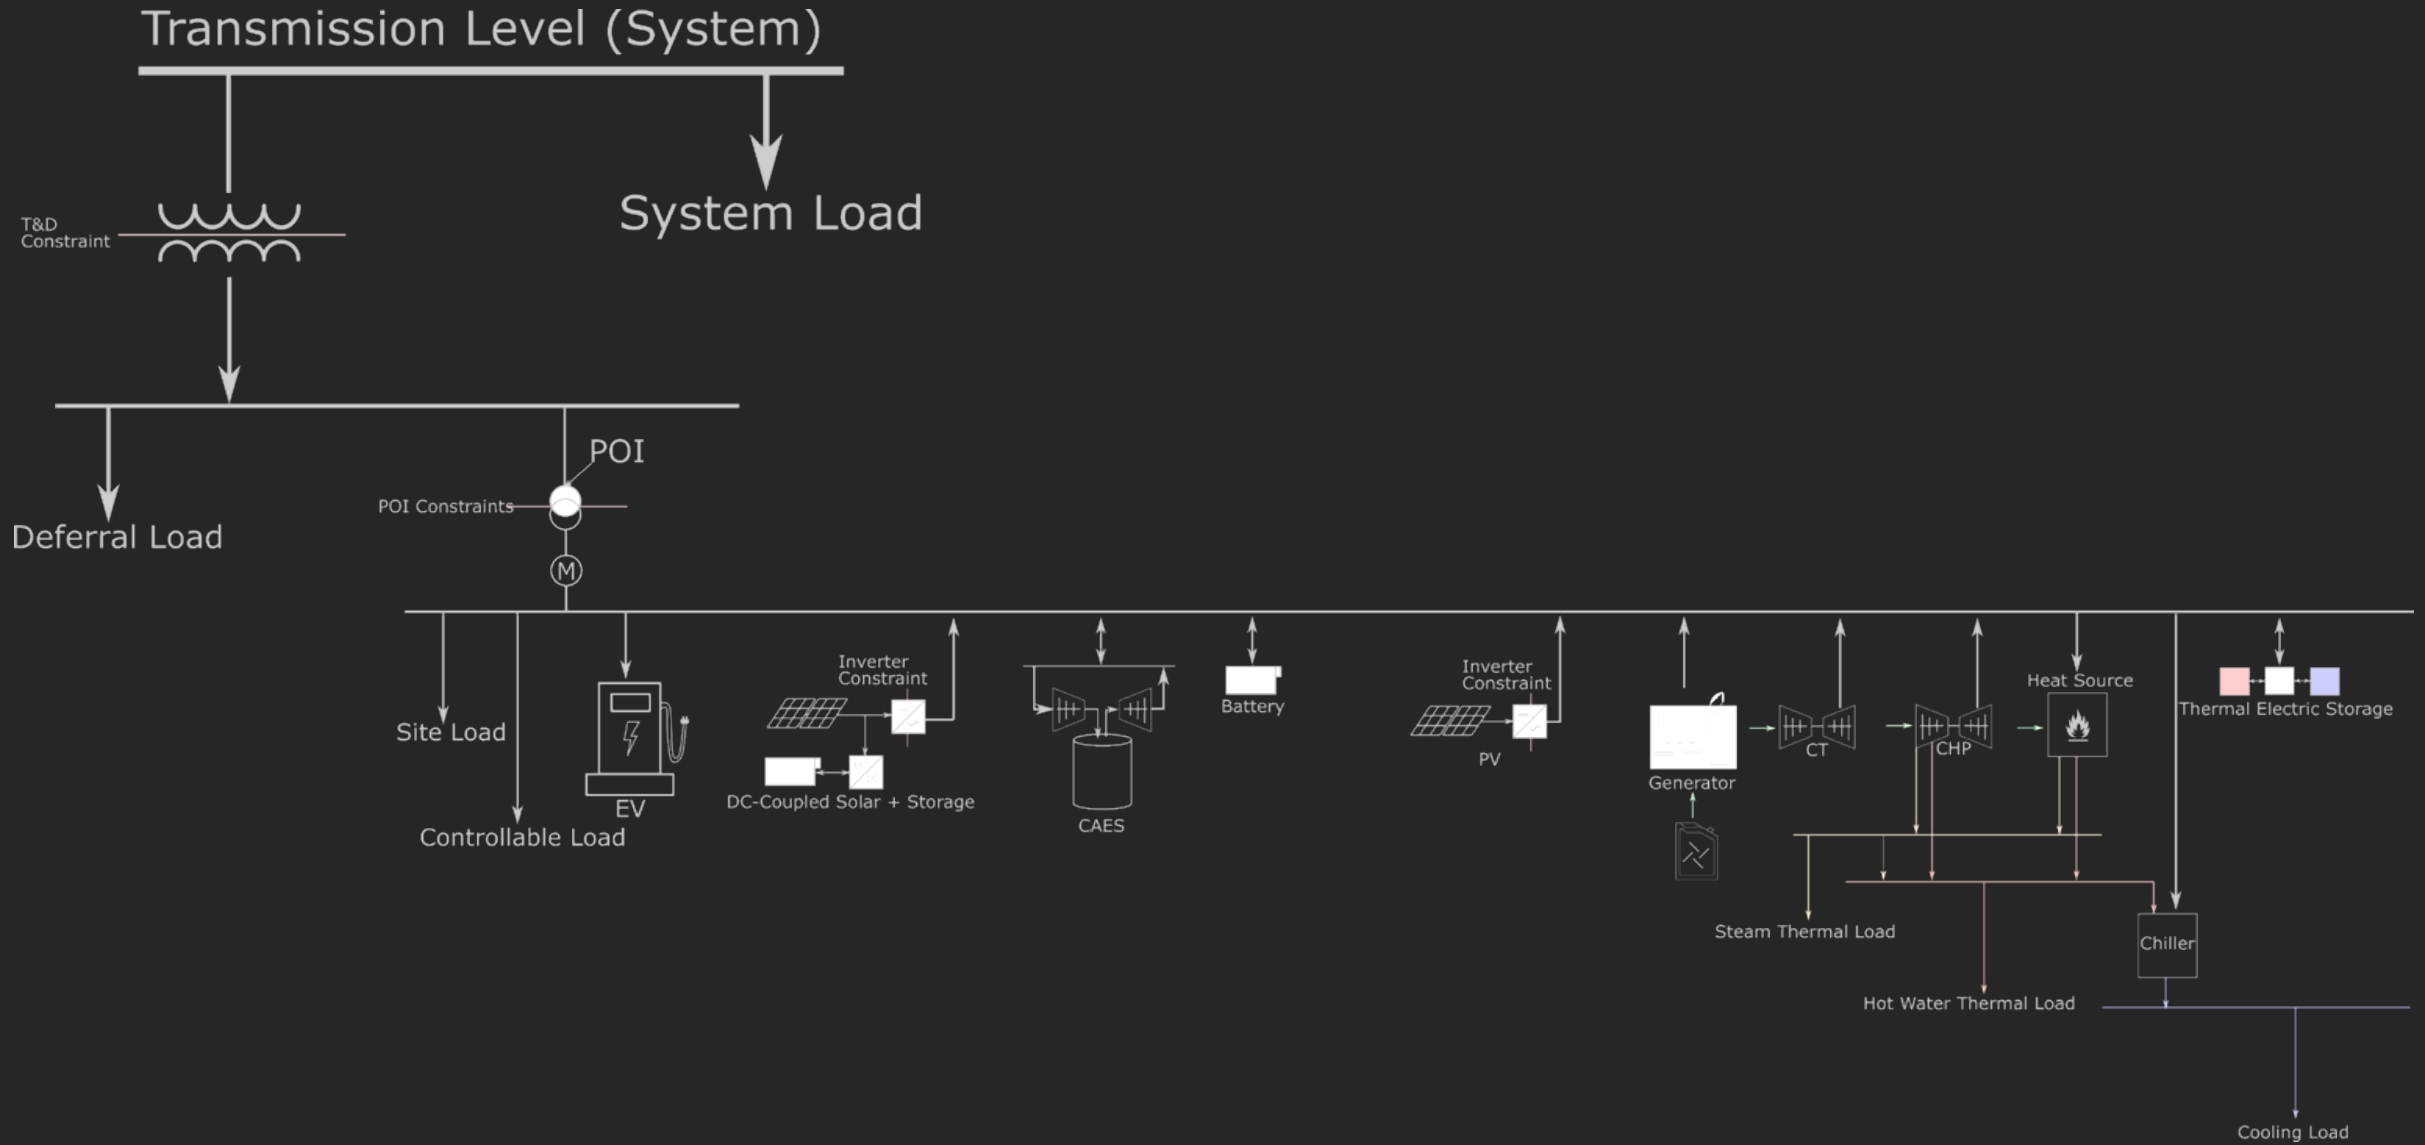 Transmission Level (System)
System Load
T&D
Constraint
POI
POI Constraints
Deferral Load
M
Inverter
Constraint
Inverter
Constraint
Heat Source
Battery
Thermal Electric Storage
Site Load
CT
CHP
PV
Generator
DC-Coupled Solar + Storage
EV
CAES
Controllable Load
Steam Thermal Load
Chiller
Hot Water Thermal Load
Cooling Load